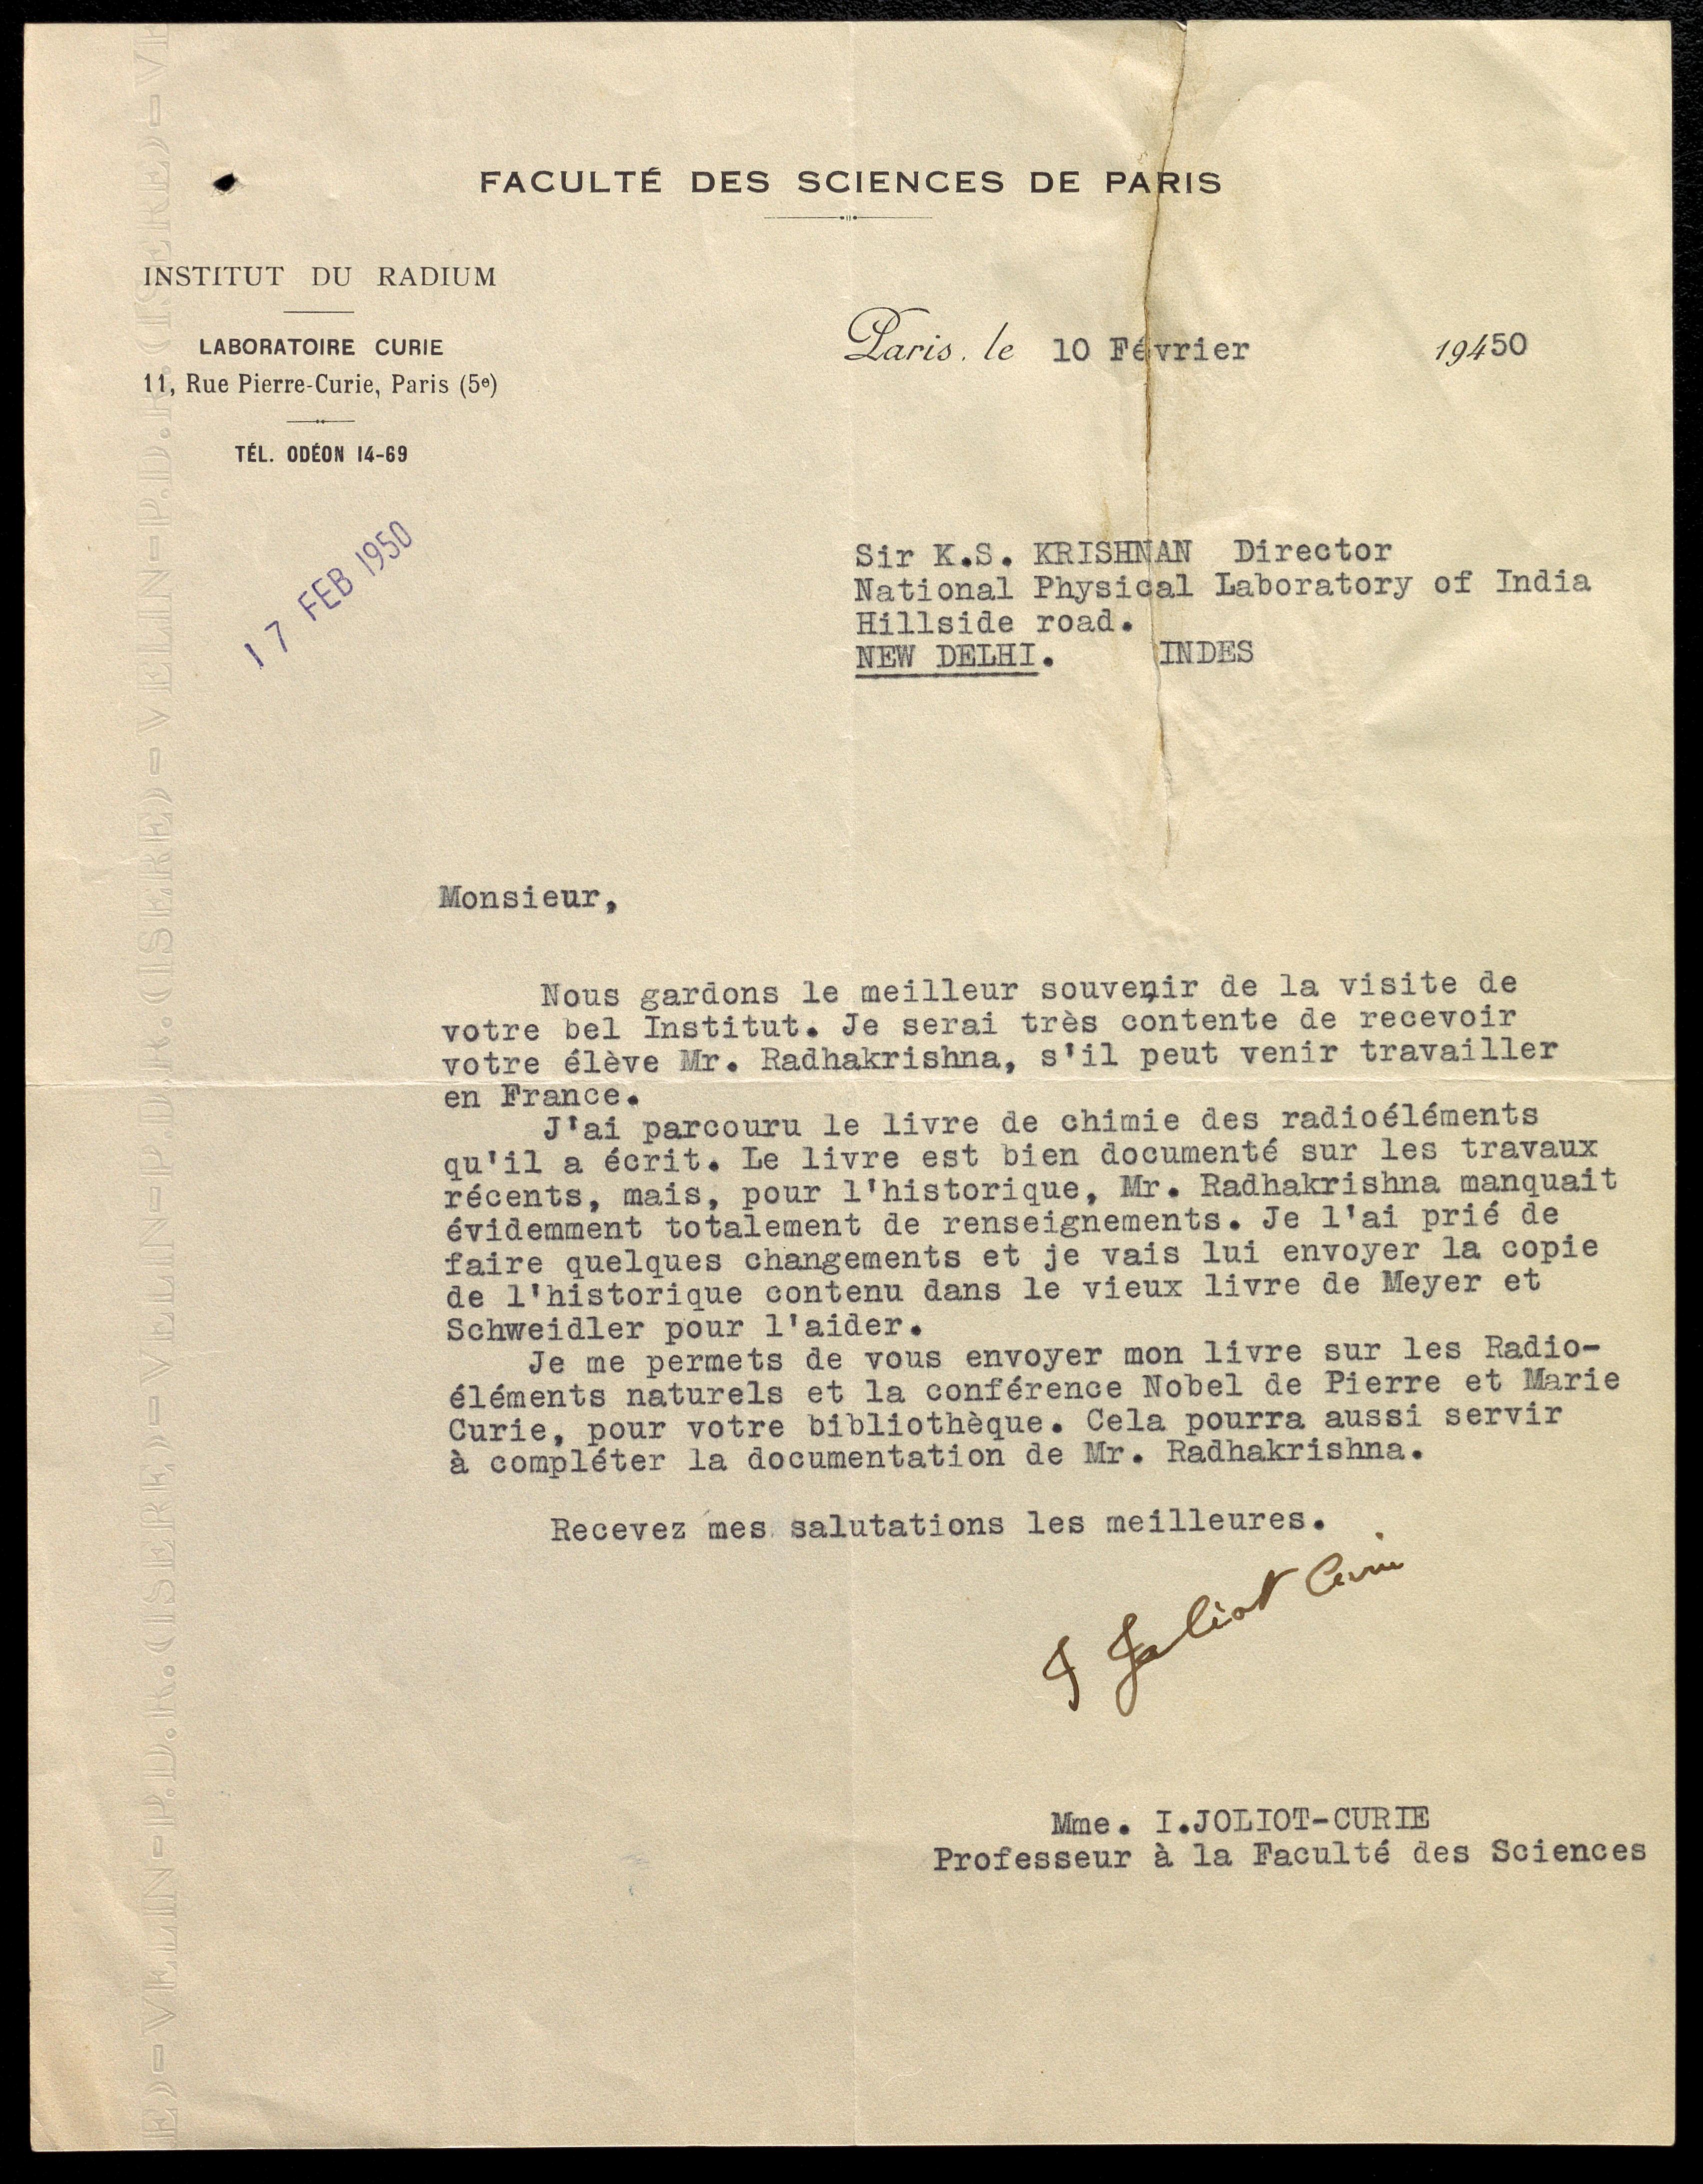 FACULTÉ DES SCIENCES DE PARIS
INSTITUT DU RADIUM
LABORATOIRE CURIE
11, Rue Pierre-Curie, Paris (5e)
TÉL. ODÉON 14-69
Paris, le 10 Février 19450
17 FEB 1950
Sir K.S. KRISHNAN Director
National Physical Laboratory of India
Hillside road.
NEW DELHI. INDES
Monsieur,
Nous gardons le meilleur souvenir de la visite de
votre bel Institut. Je serai très contente de recevoir
votre élève Mr. Radhakrishna, s'il peut venir travailler
en France.
J'ai parcouru le livre de chimie des radioéléments
qu'il a écrit. Le livre est bien documenté sur les travaux
récents, mais, pour l'historique, Mr. Radhakrishna manquait
évidemment totalement de renseignements. Je l'ai prié de
faire quelques changements et je vais lui envoyer la copie
de l'historique contenu dans le vieux livre de Meyer et
Schweidler pour l'aider.
Je me permets de vous envoyer mon livre sur les Radio-
éléments naturels et la conférence Nobel de Pierre et Marie
Curie, pour votre bibliothèque. Cela pourra aussi servir
à compléter la documentation de Mr. Radhakrishna.
Recevez mes salutations les meilleures.
I Joliot Curie
Mme. I.JOLIOT-CURIE
Professeur à la Faculté des Sciences
E)-VELIN-P.D.R.(ISERE)-VELIN-P.D.R.(ISERE)-VELIN-P.D.R.(ISERE)-VE